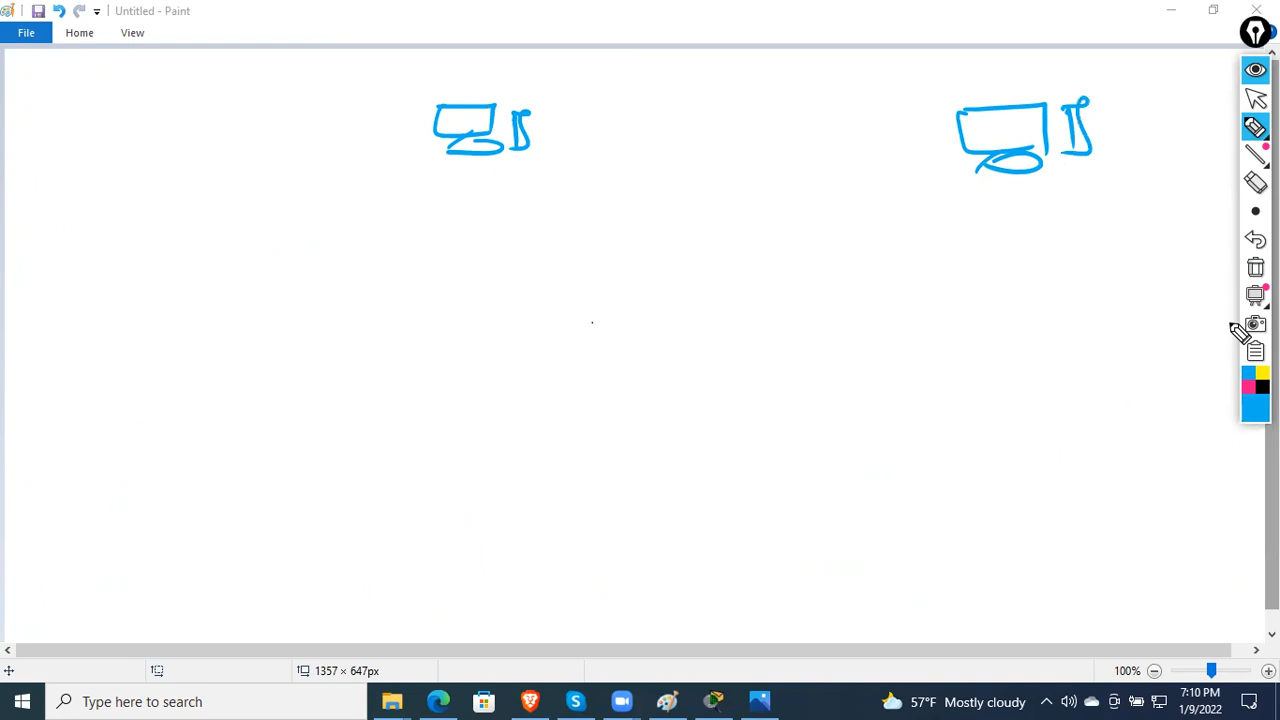 Untitled - Paint
File Home View
1357 × 647px
100%
Type here to search
57°F Mostly cloudy
7:10 PM
1/9/2022